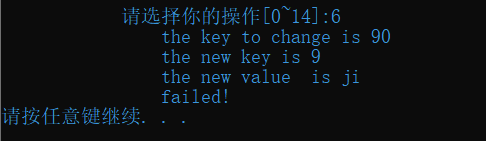 请选择你的操作[0~14]:6
the key to change is 90
the new key is 9
the new value  is ji
failed!
请按任意键继续. . .